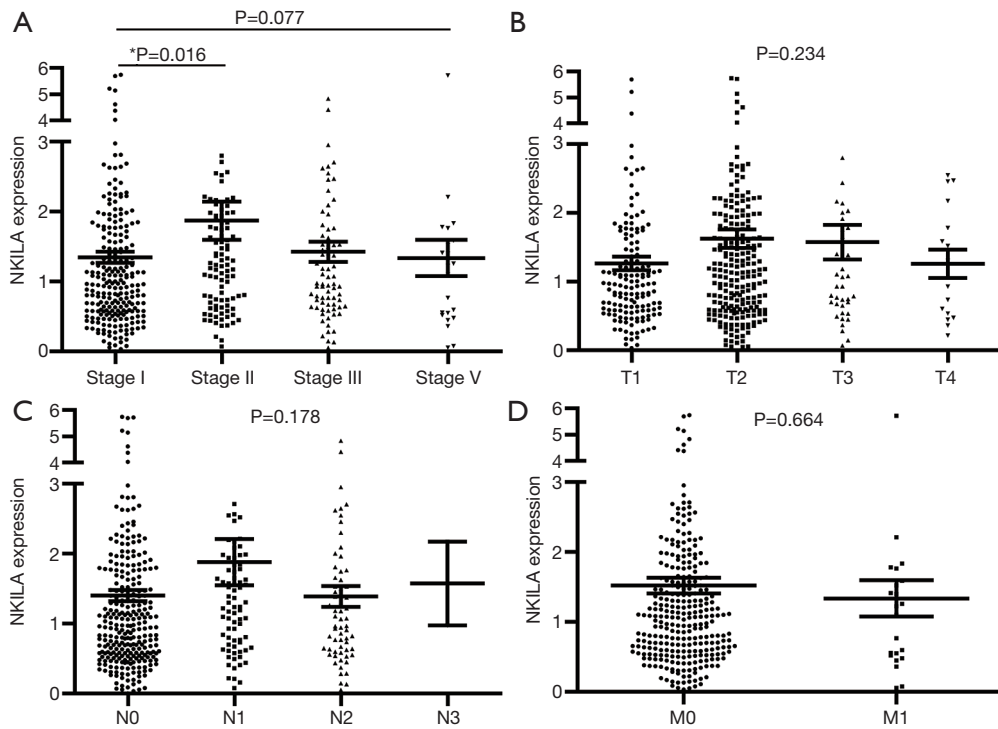 A
P=0.077
*P=0.016
NKILA expression
6
5
4
3
2
1
0
Stage I Stage II Stage III Stage V
B
P=0.234
NKILA expression
6
5
4
3
2
1
0
T1 T2 T3 T4
C
P=0.178
NKILA expression
6
5
4
3
2
1
0
N0 N1 N2 N3
D
P=0.664
NKILA expression
6
5
4
3
2
1
0
M0 M1